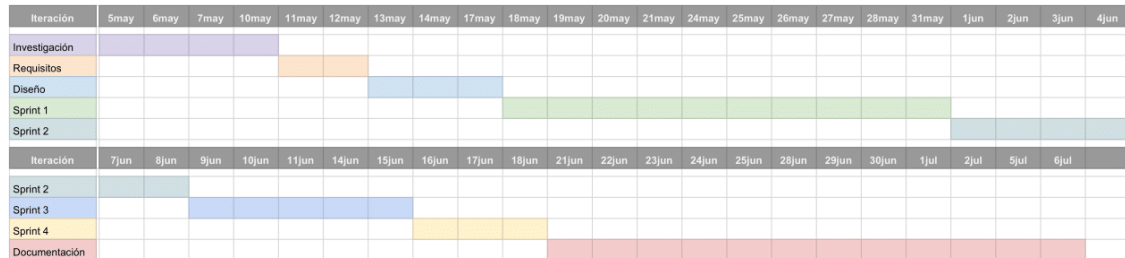 Iteración 5may 6may 7may 10may 11may 12may 13may 14may 17may 18may 19may 20may 21may 24may 25may 26may 27may 28may 31may 1jun 2jun 3jun 4jun
Investigación
Requisitos
Diseño
Sprint 1
Sprint 2
Iteración 7jun 8jun 9jun 10jun 11jun 14jun 15jun 16jun 17jun 18jun 21jun 22jun 23jun 24jun 25jun 28jun 29jun 30jun 1jul 2jul 5jul 6jul
Sprint 2
Sprint 3
Sprint 4
Documentación